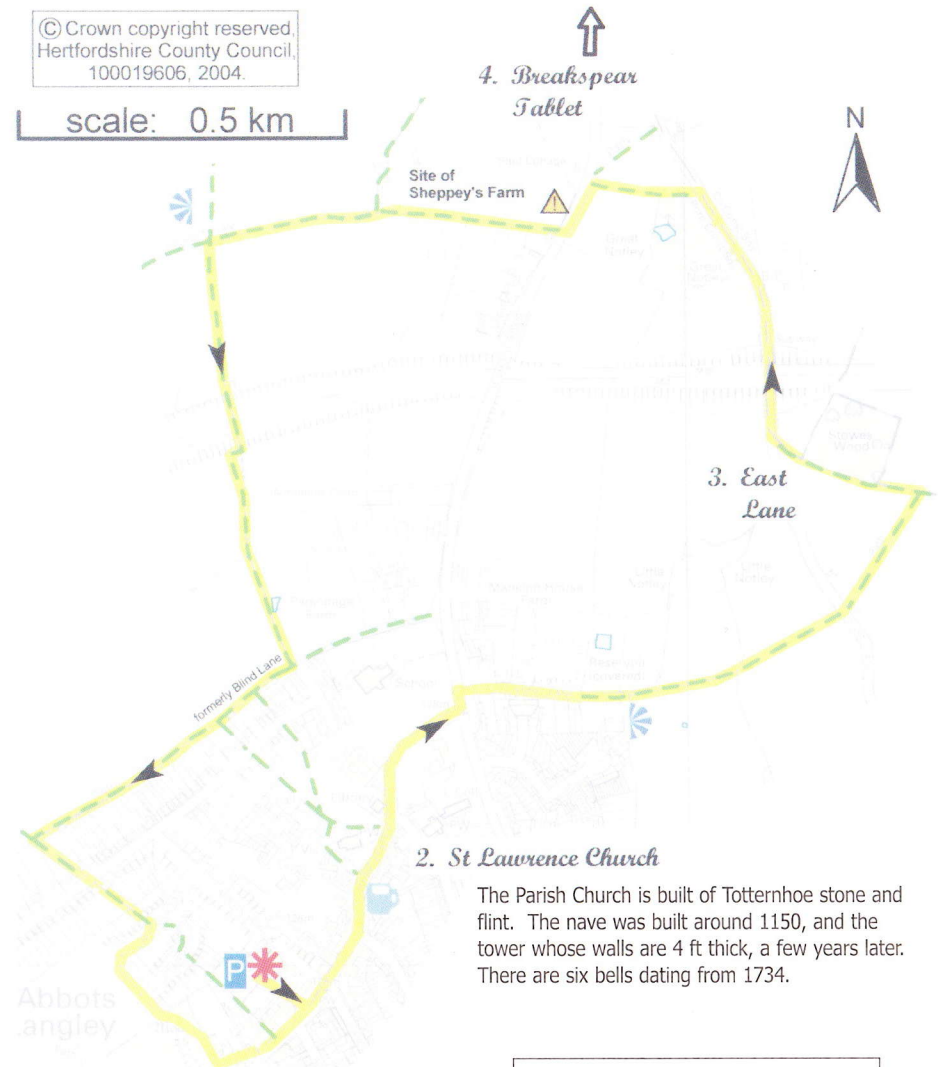 © Crown copyright reserved,
Hertfordshire County Council,
100019606, 2004.
scale: 0.5 km
4. Breakspear
Tablet
N
Site of
Sheppey's Farm
3. East
Lane
formerly Blind Lane
2. St Lawrence Church
The Parish Church is built of Totternhoe stone and
flint. The nave was built around 1150, and the
tower whose walls are 4 ft thick, a few years later.
There are six bells dating from 1734.
P
Abbots
angley